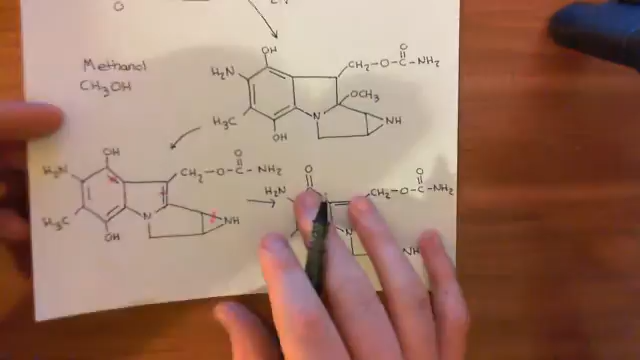 O
Methanol
CH₃OH
OH
H₂N
CH₂-O-C-NH₂
O
OCH₃
H₃C
N
NH
OH
OH
H₂N
CH₂-O-C-NH₂
O
H₃C
N
NH
OH
O
H₂N
CH₂-O-C-NH₂
O
N
NH